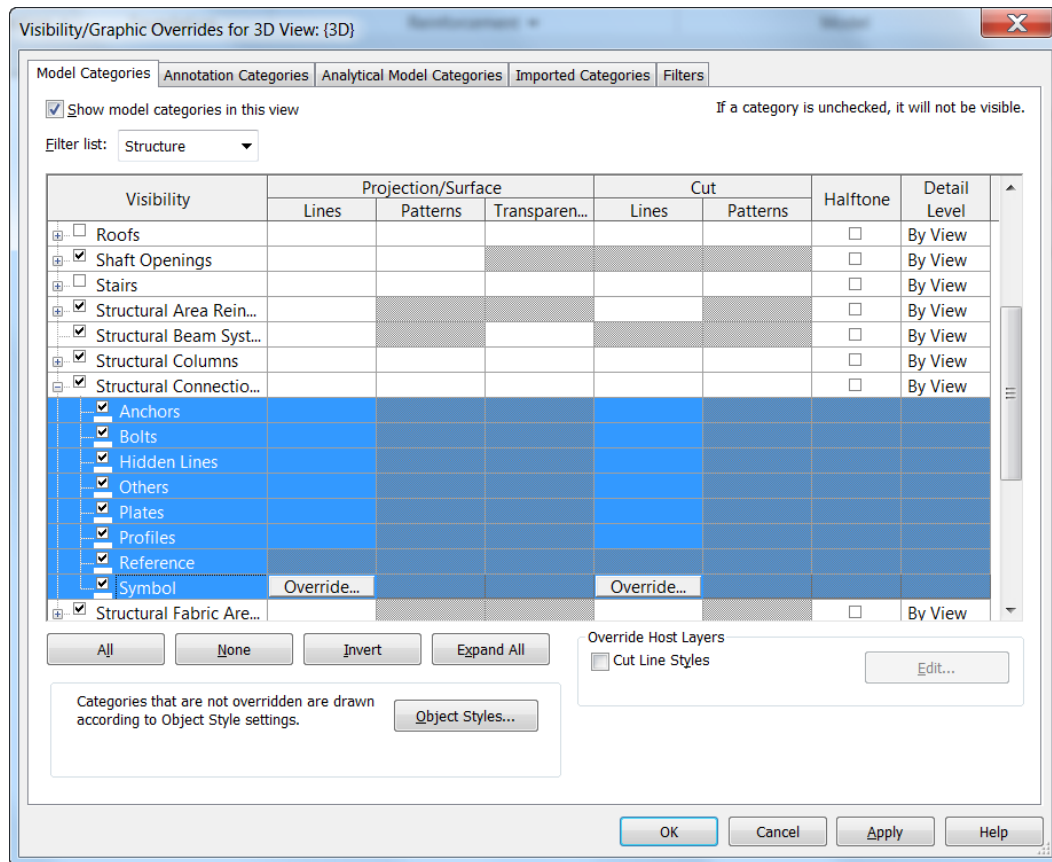 Visibility/Graphic Overrides for 3D View: {3D}
Model Categories Annotation Categories Analytical Model Categories Imported Categories Filters
Show model categories in this view If a category is unchecked, it will not be visible.
Filter list: Structure
Visibility Projection/Surface Cut Halftone Detail Level
Lines Patterns Transparen... Lines Patterns
Roofs By View
Shaft Openings By View
Stairs By View
Structural Area Rein... By View
Structural Beam Syst... By View
Structural Columns By View
Structural Connectio... By View
Anchors
Bolts
Hidden Lines
Others
Plates
Profiles
Reference
Symbol Override... Override...
Structural Fabric Are... By View
All None Invert Expand All
Override Host Layers
Cut Line Styles Edit...
Categories that are not overridden are drawn
according to Object Style settings.
Object Styles...
OK Cancel Apply Help